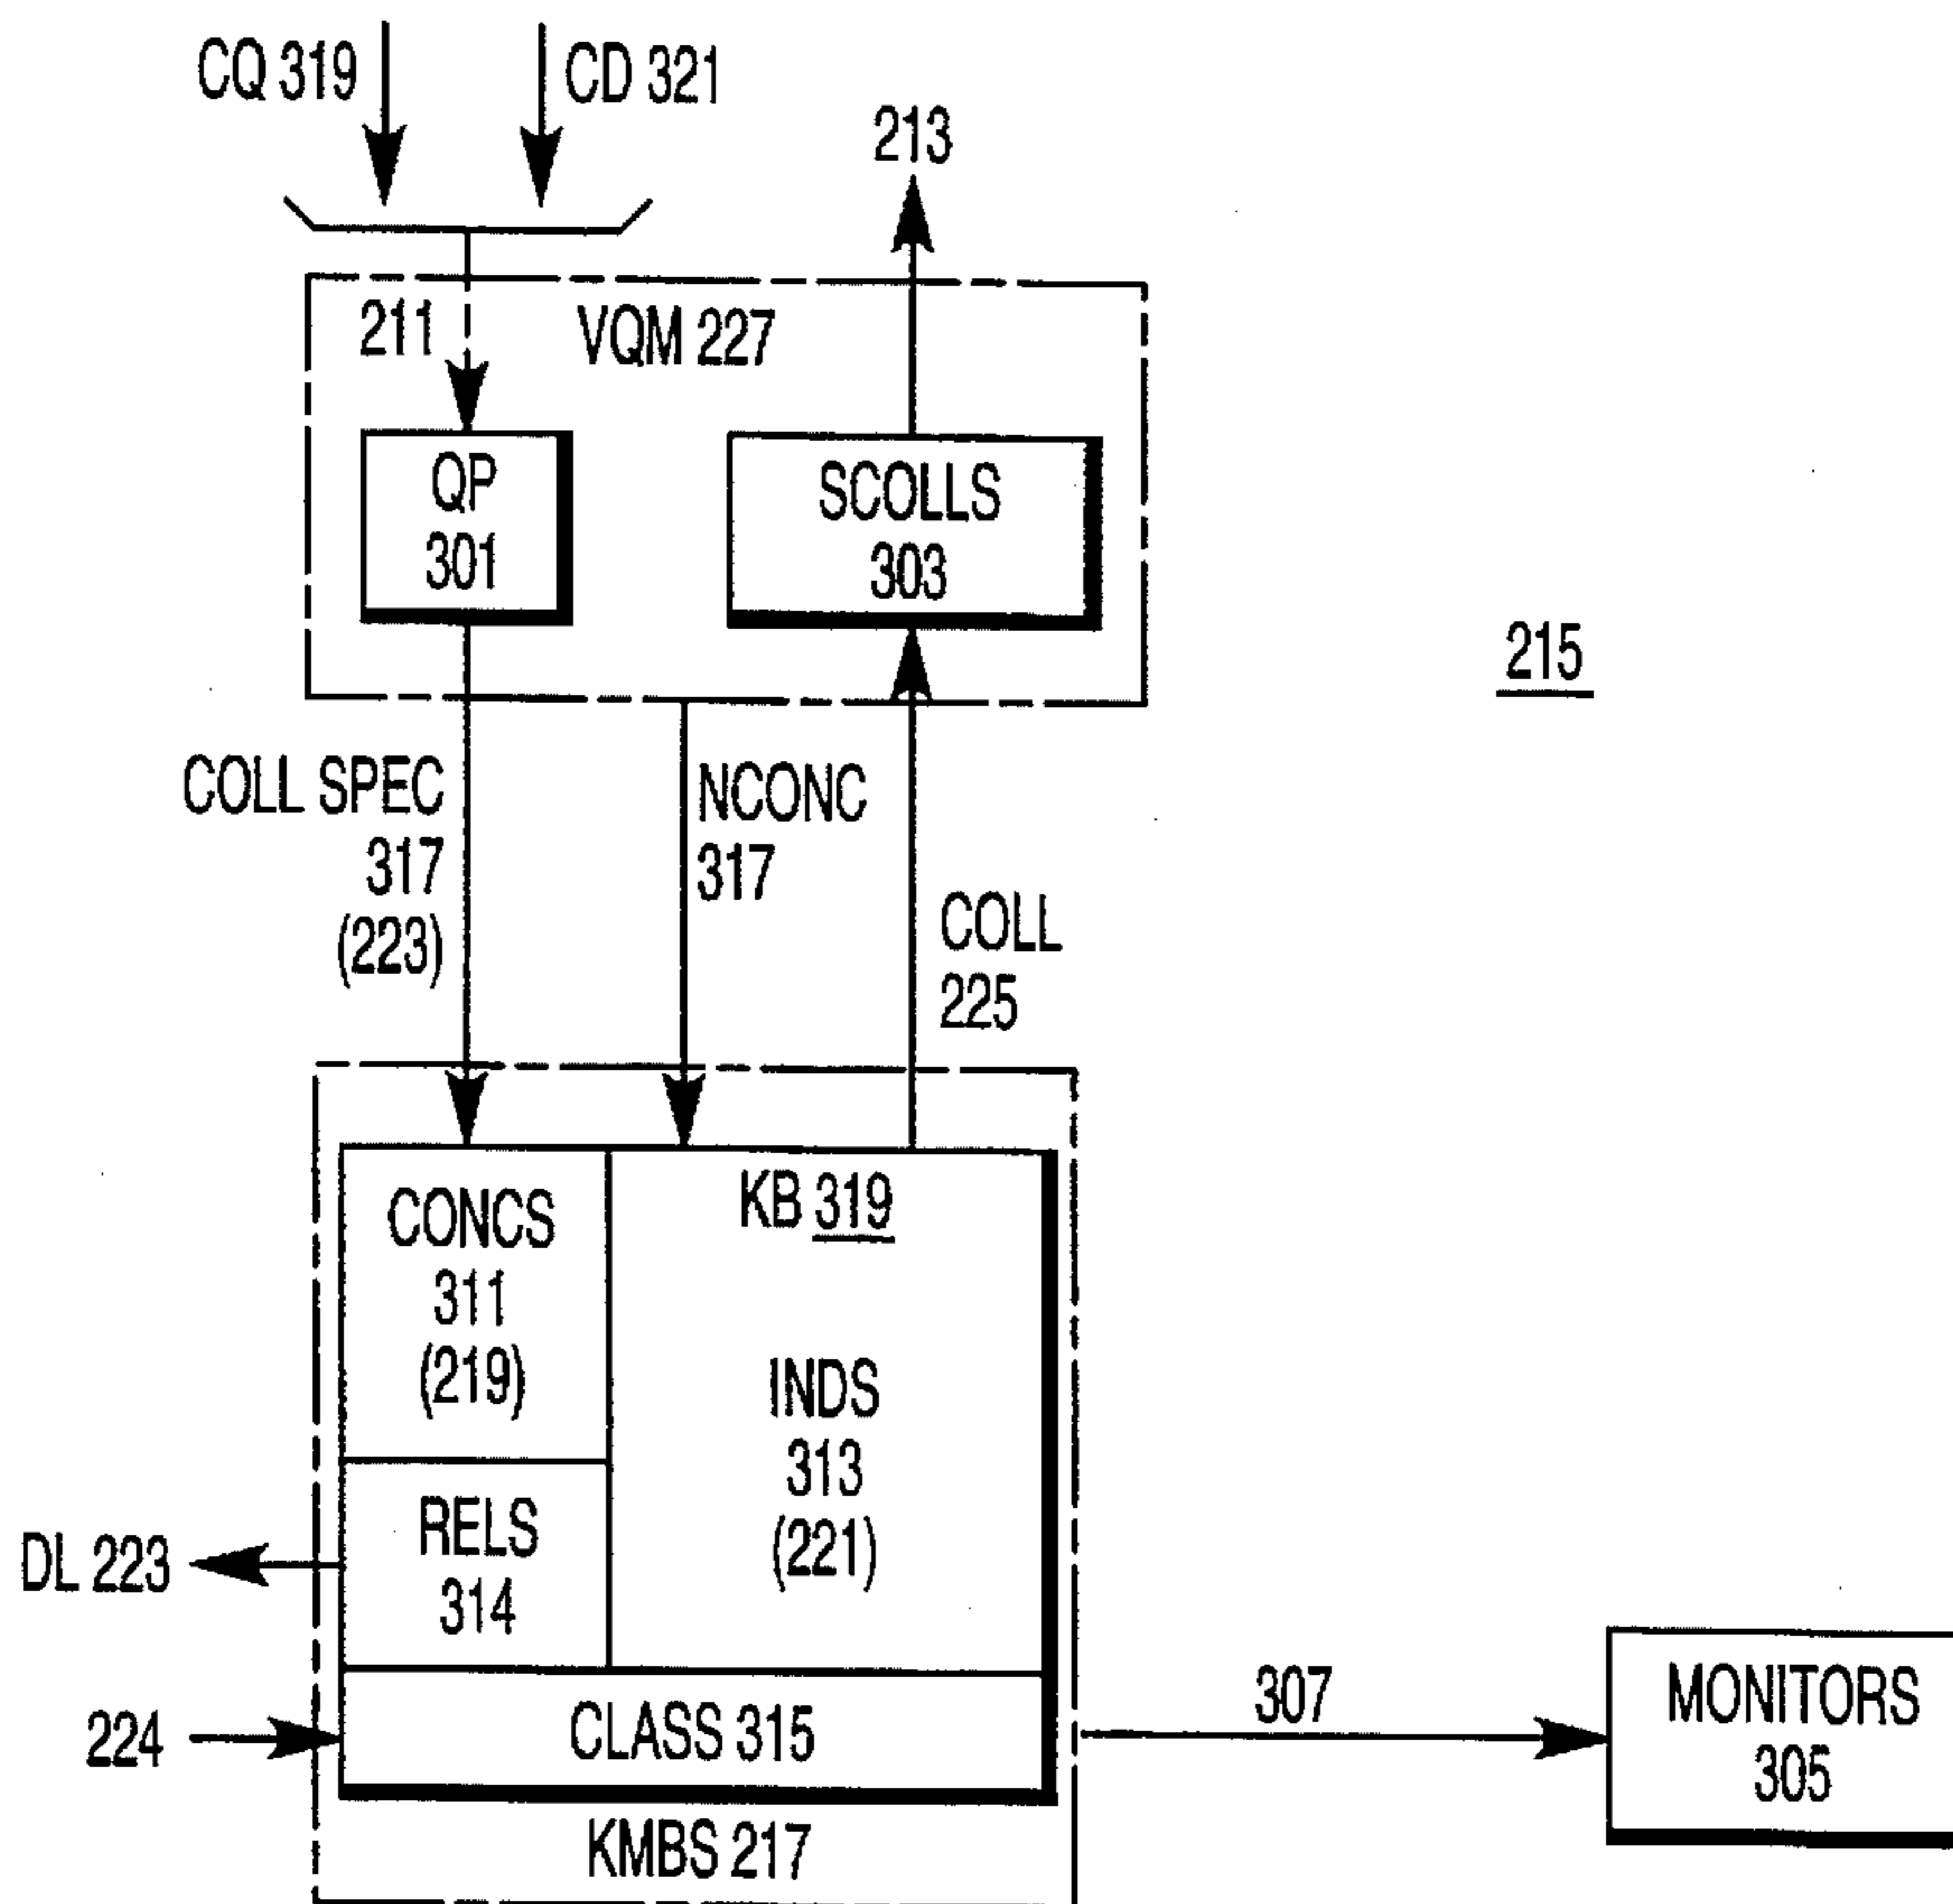 CQ 319
CD 321
213
211
VQM 227
QP
301
SCOLLS
303
215
COLL SPEC
317
(223)
NCONC
317
COLL
225
CONCS
311
(219)
KB 319
INDS
313
(221)
RELS
314
DL 223
224
CLASS 315
307
MONITORS
305
KMBS 217